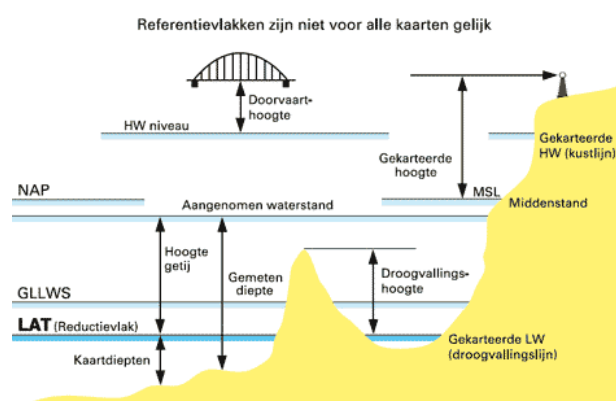 Referentievlakken zijn niet voor alle kaarten gelijk
Doorvaart-
hoogte
HW niveau
Gekarteerde
hoogte
Gekarteerde
HW (kustlijn)
NAP
MSL
Aangenomen waterstand
Middenstand
Hoogte
getij
Gemeten
diepte
Droogvallings-
hoogte
GLLWS
LAT (Reductievlak)
Gekarteerde LW
(droogvallingslijn)
Kaartdiepten